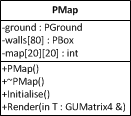 PMap
-ground : PGround
-walls[80] : PBox
-map[20][20] : int
+PMap()
+~PMap()
+Initialise()
+Render(in T : GUMatrix4 &)